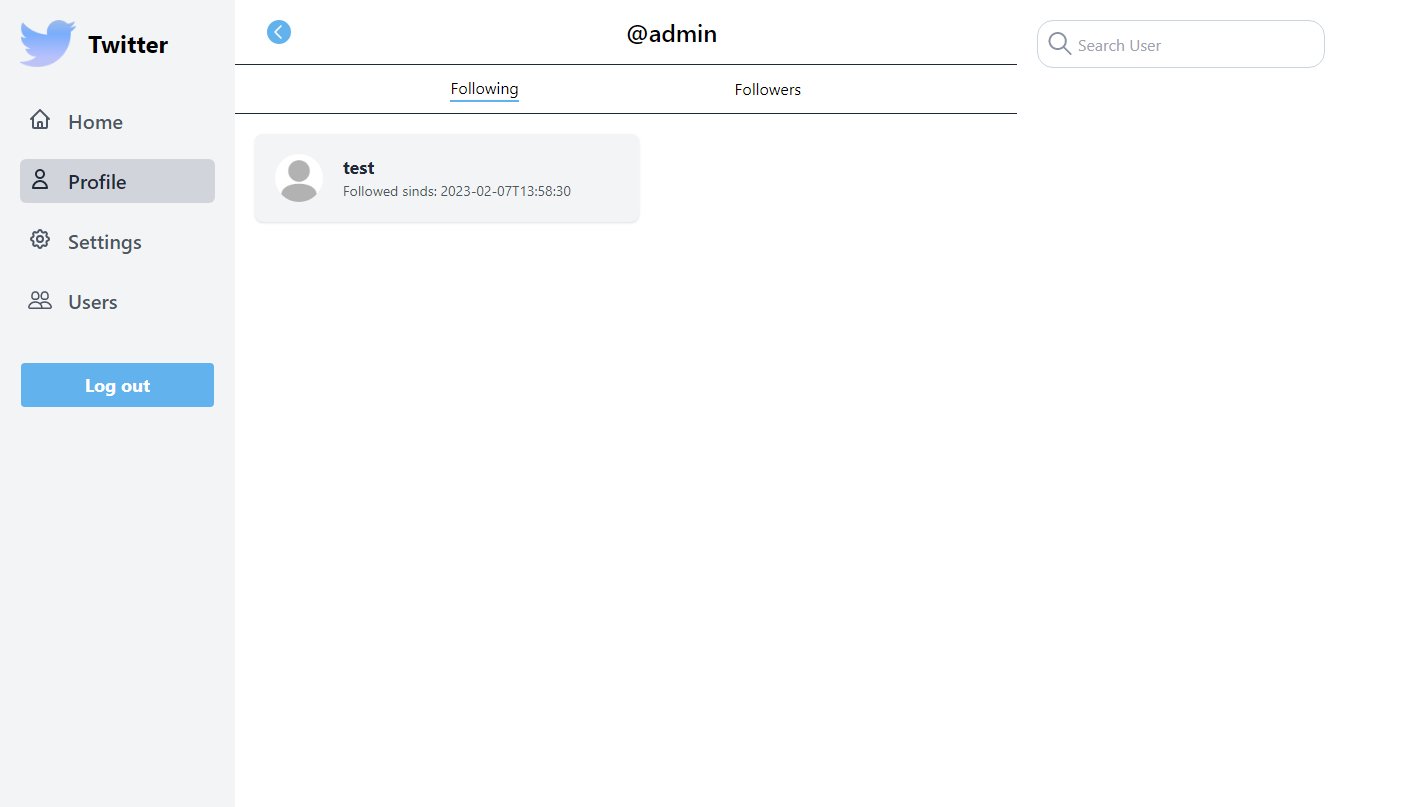 Twitter
Home
Profile
Settings
Users
Log out
@admin
Following
Followers
test
Followed sinds: 2023-02-07T13:58:30
Search User